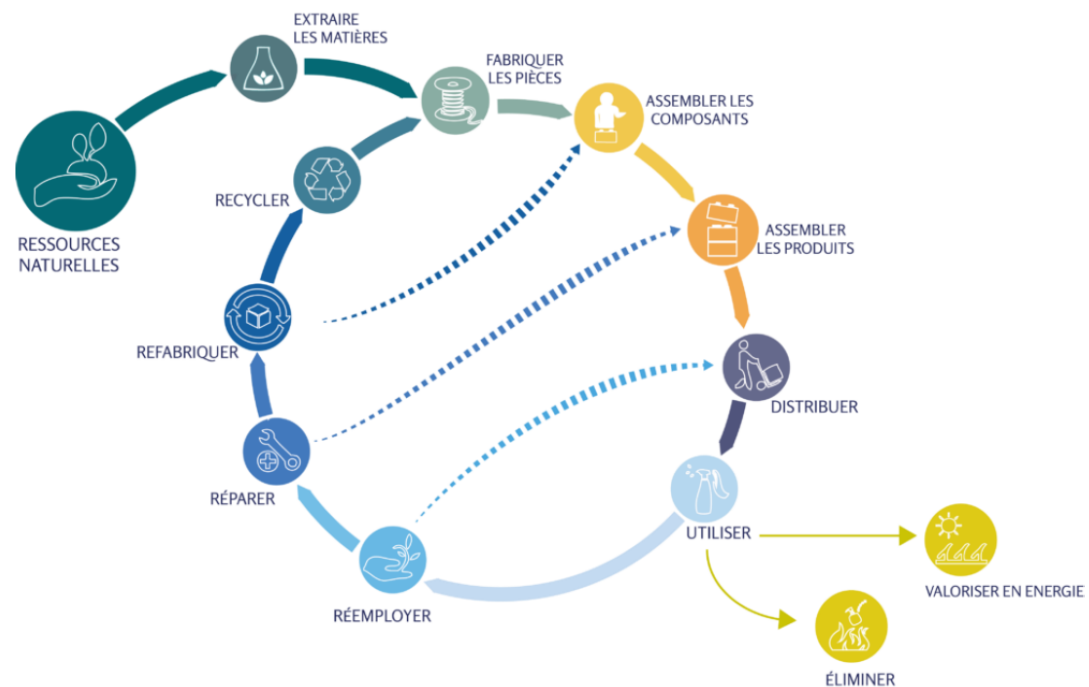 EXTRAIRE
LES MATIÈRES
FABRIQUER
LES PIÈCES
ASSEMBLER LES
COMPOSANTS
RECYCLER
RESSOURCES
NATURELLES
ASSEMBLER
LES PRODUITS
REFABRIQUER
DISTRIBUER
RÉPARER
UTILISER
RÉEMPLOYER
VALORISER EN ENERGIE
ÉLIMINER